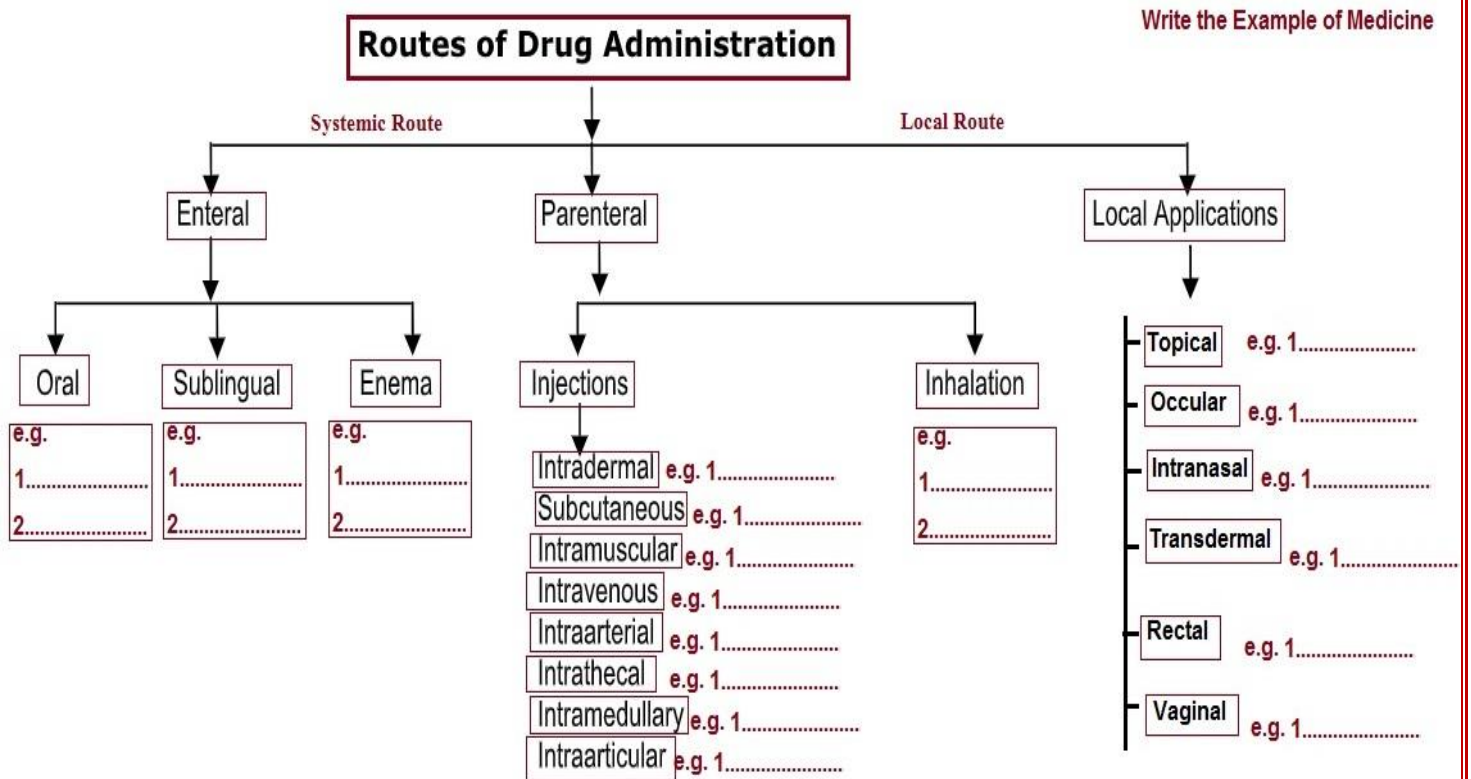 Write the Example of Medicine
Routes of Drug Administration
Systemic Route
Local Route
Enteral
Parenteral
Local Applications
Oral
Sublingual
Enema
Injections
Inhalation
e.g.
1.............................
2.............................
e.g.
1.............................
2.............................
e.g.
1.............................
2.............................
Intradermal e.g. 1............................
Subcutaneous e.g. 1............................
Intramuscular e.g. 1............................
Intravenous e.g. 1............................
Intraarterial e.g. 1............................
Intrathecal e.g. 1............................
Intramedullary e.g. 1............................
Intraarticular e.g. 1............................
e.g.
1.............................
2.............................
Topical e.g. 1............................
Occular e.g. 1............................
Intranasal e.g. 1............................
Transdermal e.g. 1............................
Rectal e.g. 1............................
Vaginal e.g. 1............................